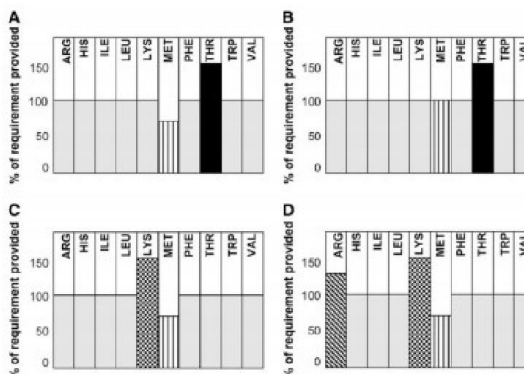 A
% of requirement provided
150
100
50
0
ARG
HIS
ILE
LEU
LYS
MET
PHE
THR
TRP
VAL
B
% of requirement provided
150
100
50
0
ARG
HIS
ILE
LEU
LYS
MET
PHE
THR
TRP
VAL
C
% of requirement provided
150
100
50
0
ARG
HIS
ILE
LEU
LYS
MET
PHE
THR
TRP
VAL
D
% of requirement provided
150
100
50
0
ARG
HIS
ILE
LEU
LYS
MET
PHE
THR
TRP
VAL